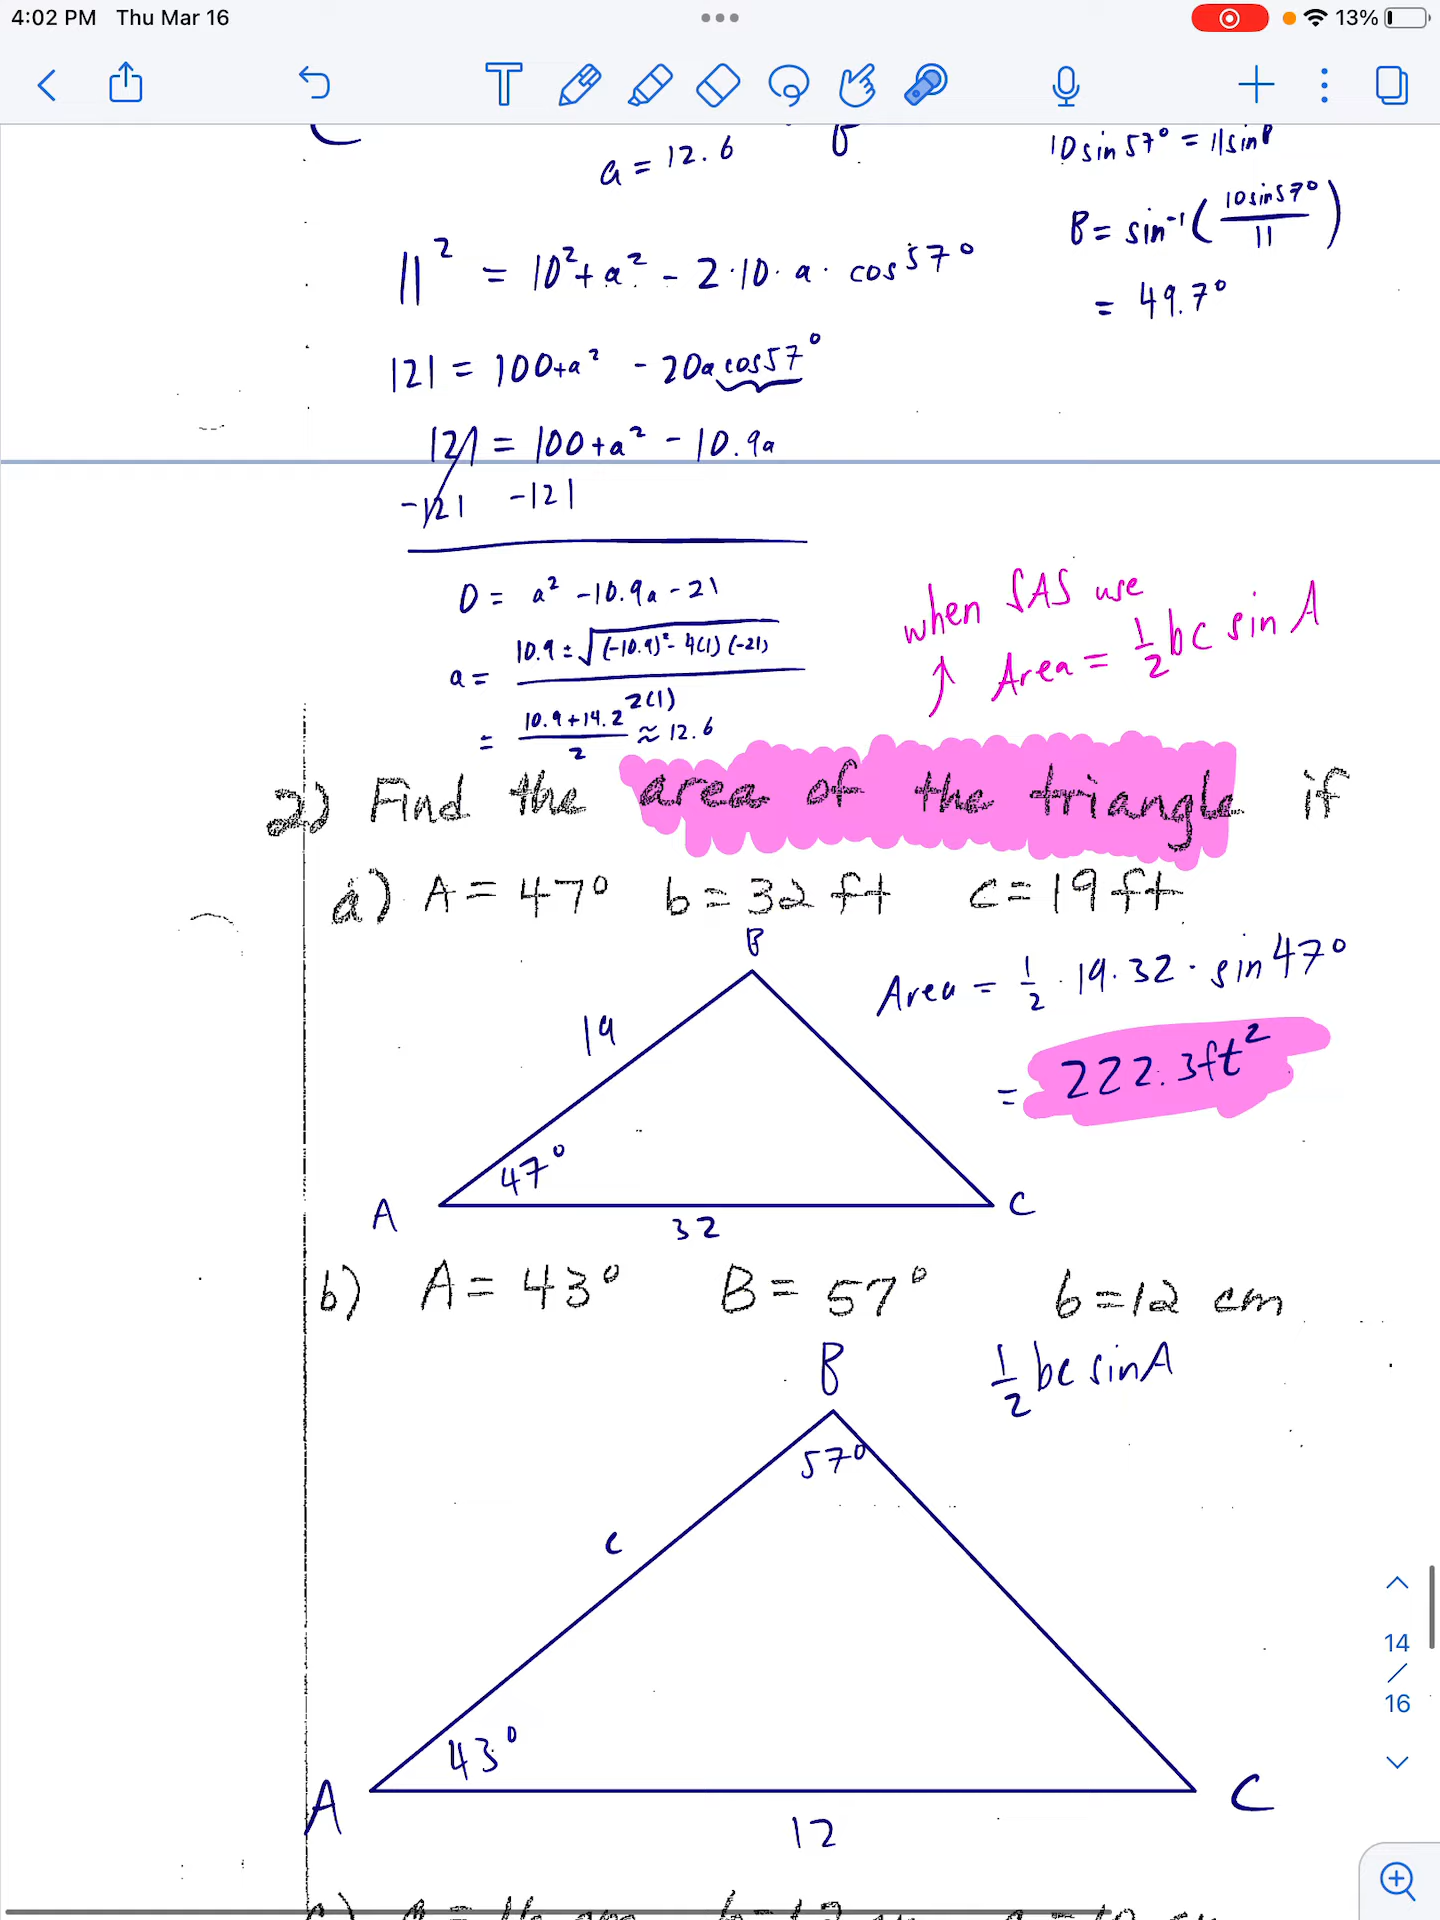 4:02 PM Thu Mar 16
13%
a = 12.6
10 sin 57° = 11 sin B
B = sin⁻¹(10 sin 57° / 11)
= 49.7°
11² = 10² + a² - 2·10·a·cos 57°
121 = 100 + a² - 20a cos 57°
121 = 100 + a² - 10.9a
-121 -121
0 = a² - 10.9a - 21
a = 10.9 ± √((-10.9)² - 4(1)(-21)) / 2(1)
= 10.9 + 14.2 / 2 ≈ 12.6
when SAS use
↑ Area = 1/2 bc sin A
2) Find the area of the triangle if
a) A = 47° b = 32 ft c = 19 ft
B
Area = 1/2 · 19 · 32 · sin 47°
19
= 222.3 ft²
47°
A
C
32
b) A = 43° B = 57° b = 12 cm
B
1/2 bc sin A
57°
c
14
/
16
43°
A
C
12